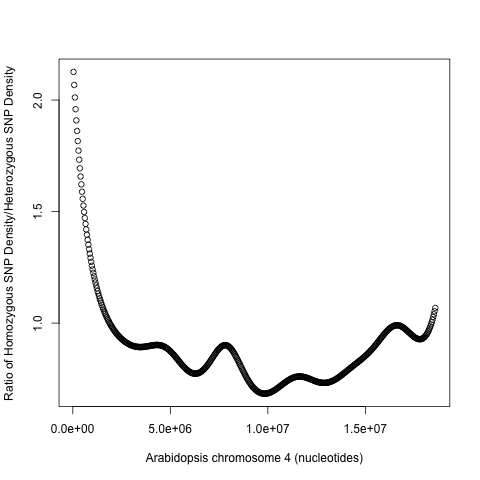 Ratio of Homozygous SNP Density/Heterozygous SNP Density
2.0
1.5
1.0
0.0e+00 5.0e+06 1.0e+07 1.5e+07
Arabidopsis chromosome 4 (nucleotides)